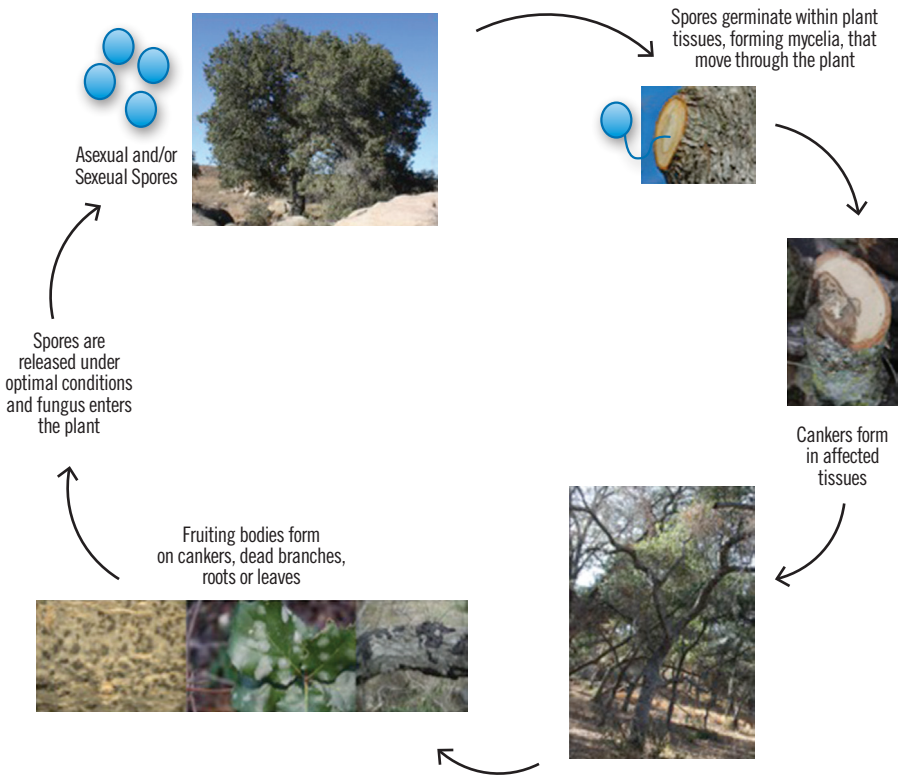 Asexual and/or
Sexeual Spores
Spores germinate within plant
tissues, forming mycelia, that
move through the plant
Cankers form
in affected
tissues
Fruiting bodies form
on cankers, dead branches,
roots or leaves
Spores are
released under
optimal conditions
and fungus enters
the plant